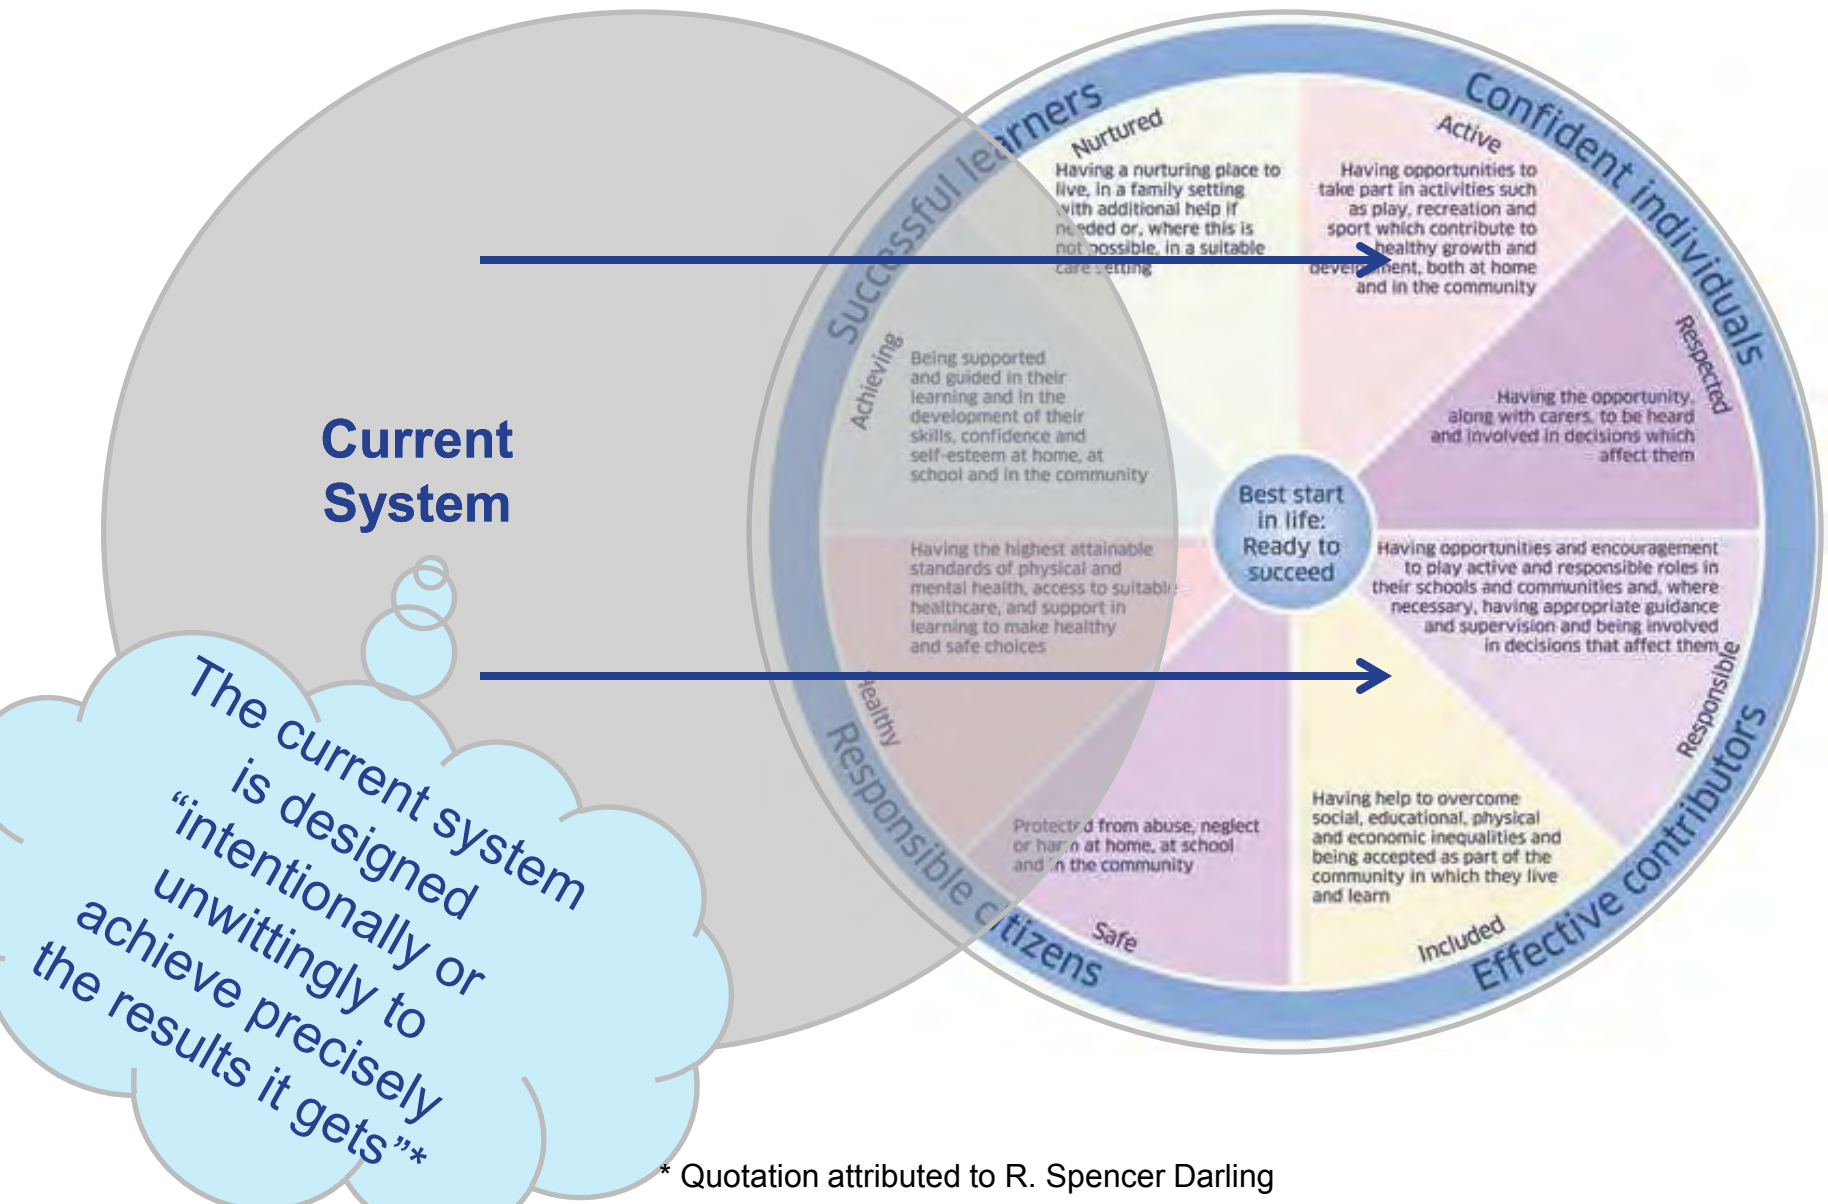 Current
System
The current system
is designed
“intentionally or
unwittingly to
achieve precisely
the results it gets”*
Successful learners
Confident individuals
Nurtured
Having a nurturing place to
live, in a family setting
with additional help if
needed or, where this is
not possible, in a suitable
care setting
Active
Having opportunities to
take part in activities such
as play, recreation and
sport which contribute to
healthy growth and
development, both at home
and in the community
Achieving
Being supported
and guided in their
learning and in the
development of their
skills, confidence and
self-esteem at home, at
school and in the community
Respected
Having the opportunity,
along with carers, to be heard
and involved in decisions which
affect them
Best start
in life:
Ready to
succeed
Having the highest attainable
standards of physical and
mental health, access to suitable
healthcare, and support in
learning to make healthy
and safe choices
Healthy
Having opportunities and encouragement
to play active and responsible roles in
their schools and communities and, where
necessary, having appropriate guidance
and supervision and being involved
in decisions that affect them
Responsible
Protected from abuse, neglect
or harm at home, at school
and in the community
Safe
Having help to overcome
social, educational, physical
and economic inequalities and
being accepted as part of the
community in which they live
and learn
Included
Responsible citizens
Effective contributors
* Quotation attributed to R. Spencer Darling